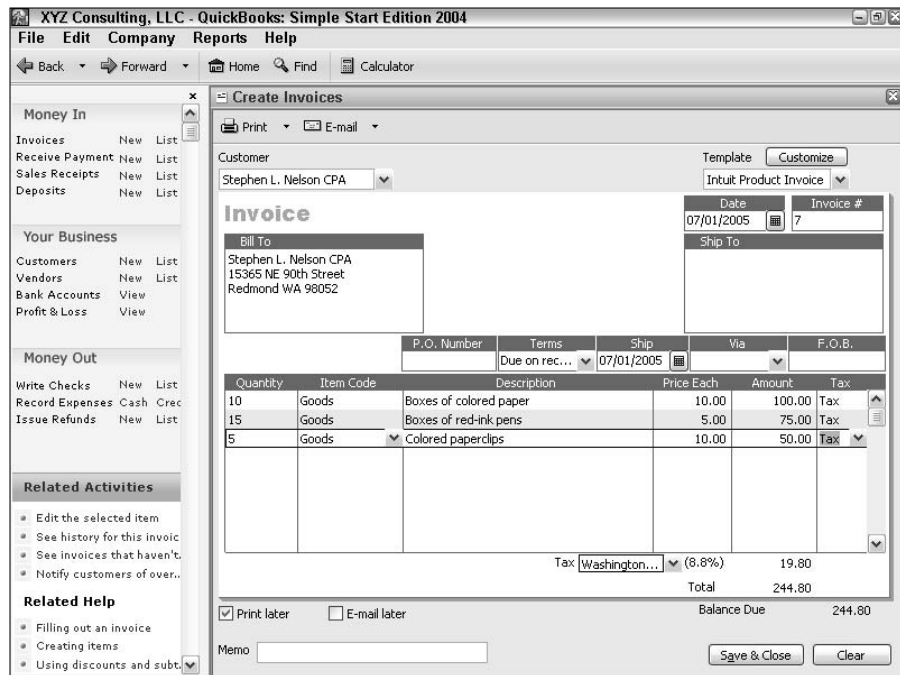 XYZ Consulting, LLC - QuickBooks: Simple Start Edition 2004
File Edit Company Reports Help
Back Forward Home Find Calculator
Money In
Invoices New List
Receive Payment New List
Sales Receipts New List
Deposits New List
Your Business
Customers New List
Vendors New List
Bank Accounts View
Profit & Loss View
Money Out
Write Checks New List
Record Expenses Cash Crec
Issue Refunds New List
Related Activities
Edit the selected item
See history for this invoic
See invoices that haven't.
Notify customers of over..
Related Help
Filling out an invoice
Creating items
Using discounts and subt.
Create Invoices
Print E-mail
Customer
Stephen L. Nelson CPA
Template Customize
Intuit Product Invoice
Invoice
Date Invoice #
07/01/2005 7
Bill To
Stephen L. Nelson CPA
15365 NE 90th Street
Redmond WA 98052
Ship To
P.O. Number Terms Ship Via F.O.B.
Due on rec... 07/01/2005
Quantity Item Code Description Price Each Amount Tax
10 Goods Boxes of colored paper 10.00 100.00 Tax
15 Goods Boxes of red-ink pens 5.00 75.00 Tax
5 Goods Colored paperclips 10.00 50.00 Tax
Tax Washington... (8.8%) 19.80
Total 244.80
Print later E-mail later Balance Due 244.80
Memo Save & Close Clear